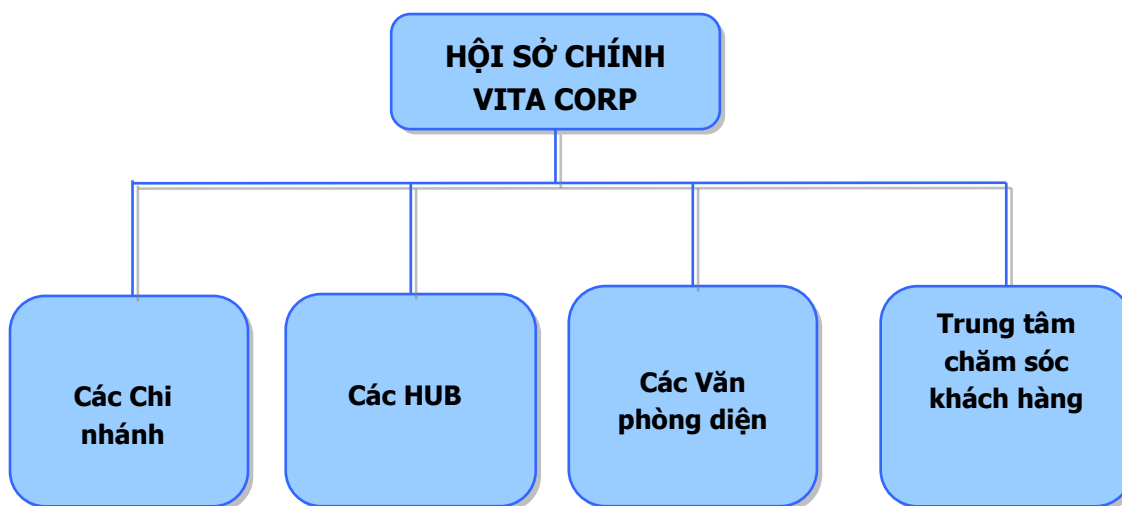 HỘI SỞ CHÍNH
VITA CORP
Các Chi
nhánh
Các HUB
Các Văn
phòng diện
Trung tâm
chăm sóc
khách hàng